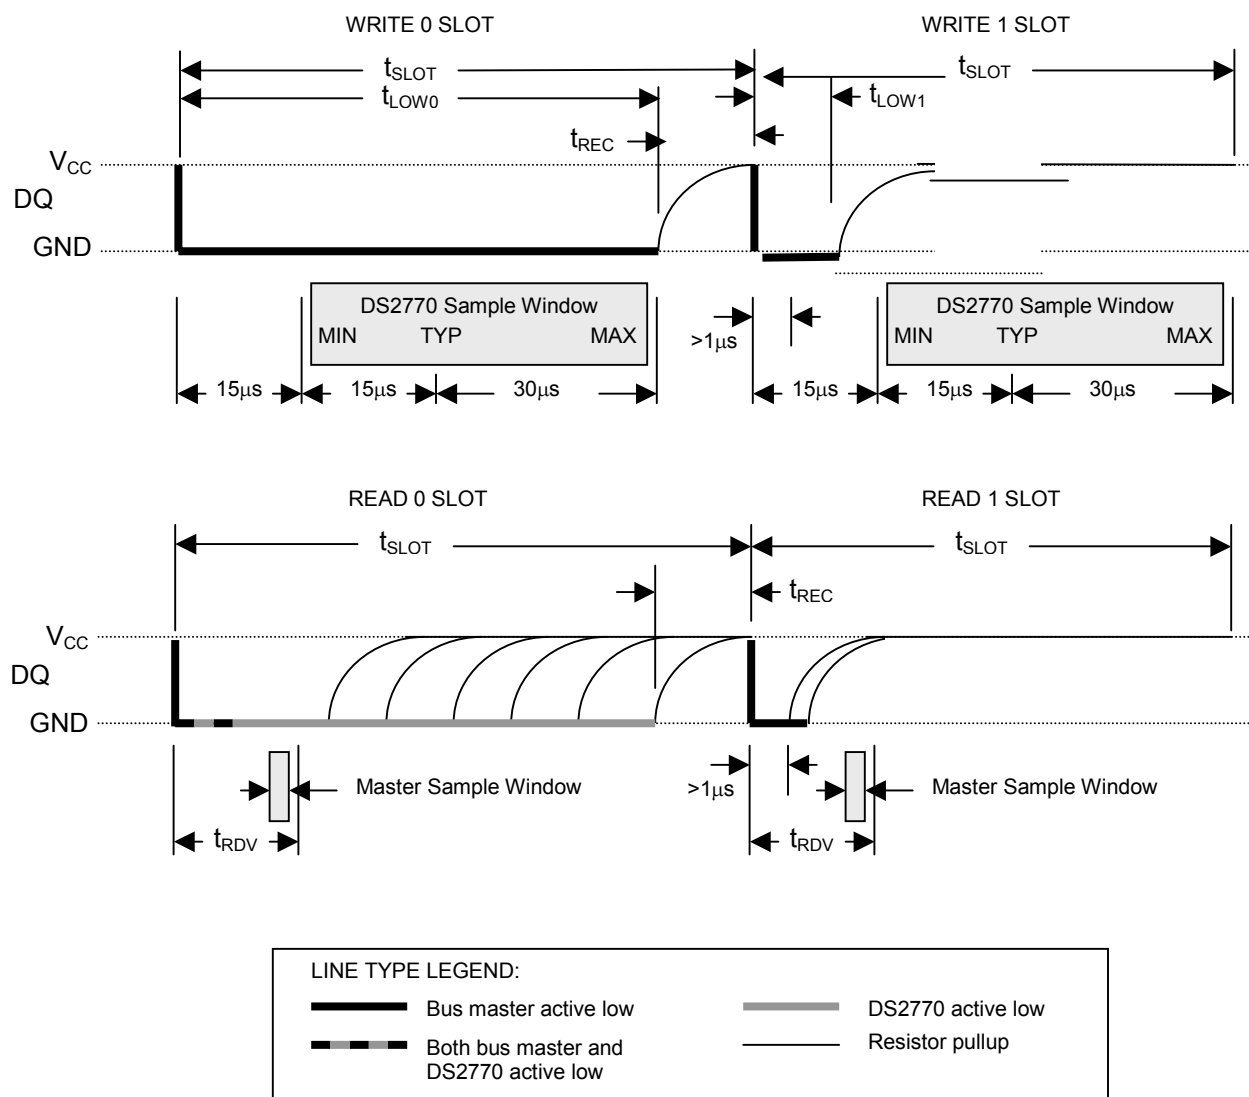 WRITE 0 SLOT WRITE 1 SLOT
tSLOT tSLOT
tLOW0 tLOW1
tREC
VCC
DQ
GND
DS2770 Sample Window DS2770 Sample Window
MIN TYP MAX >1μs MIN TYP MAX
15μs 15μs 30μs 15μs 15μs 30μs
READ 0 SLOT READ 1 SLOT
tSLOT tSLOT
tREC
VCC
DQ
GND
Master Sample Window >1μs Master Sample Window
tRDV tRDV
LINE TYPE LEGEND:
Bus master active low DS2770 active low
Both bus master and Resistor pullup
DS2770 active low